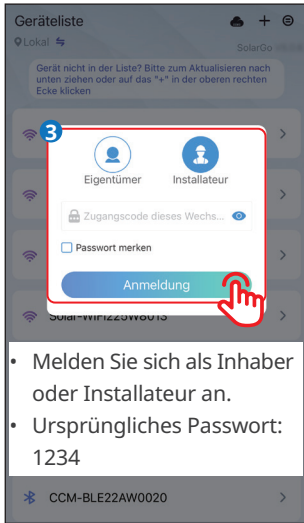 Geräteliste
Lokal
SolarGo
Gerät nicht in der Liste? Bitte zum Aktualisieren nach
unten ziehen oder auf das "+" in der oberen rechten
Ecke klicken
3
Eigentümer Installateur
Zugangscode dieses Wechs...
Passwort merken
Anmeldung
Solar-WiFi225W8013
• Melden Sie sich als Inhaber
oder Installateur an.
• Ursprüngliches Passwort:
1234
CCM-BLE22AW0020